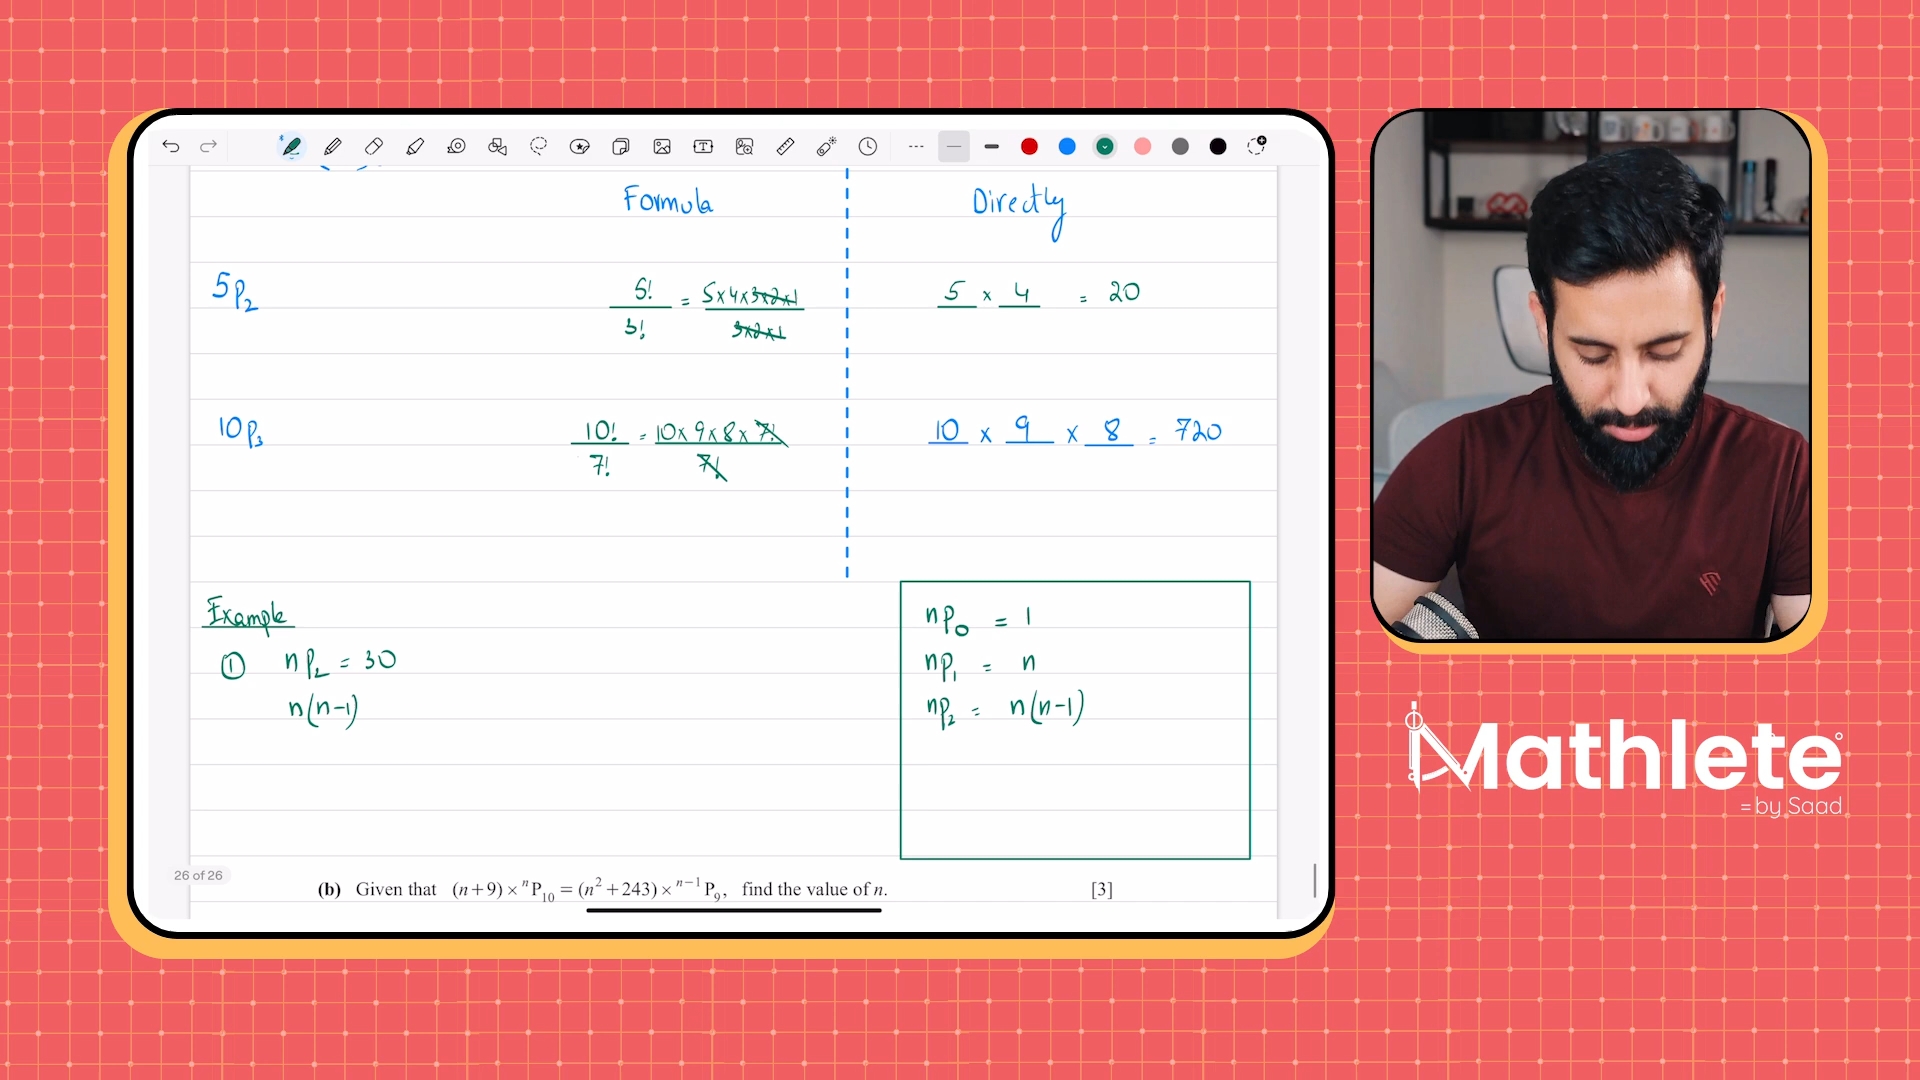 Formula
Directly
5P2
5! / 3! = 5x4x3x2x1 / 3x2x1
5 x 4 = 20
10P3
10! / 7! = 10x9x8x7! / 7!
10 x 9 x 8 = 720
Example
① nP2 = 30
n(n-1)
nP0 = 1
nP1 = n
nP2 = n(n-1)
26 of 26
(b) Given that (n+9) × ⁿP₁₀ = (n²+243) × ⁿ⁻¹P₉, find the value of n. [3]
Mathlete
= by Saad